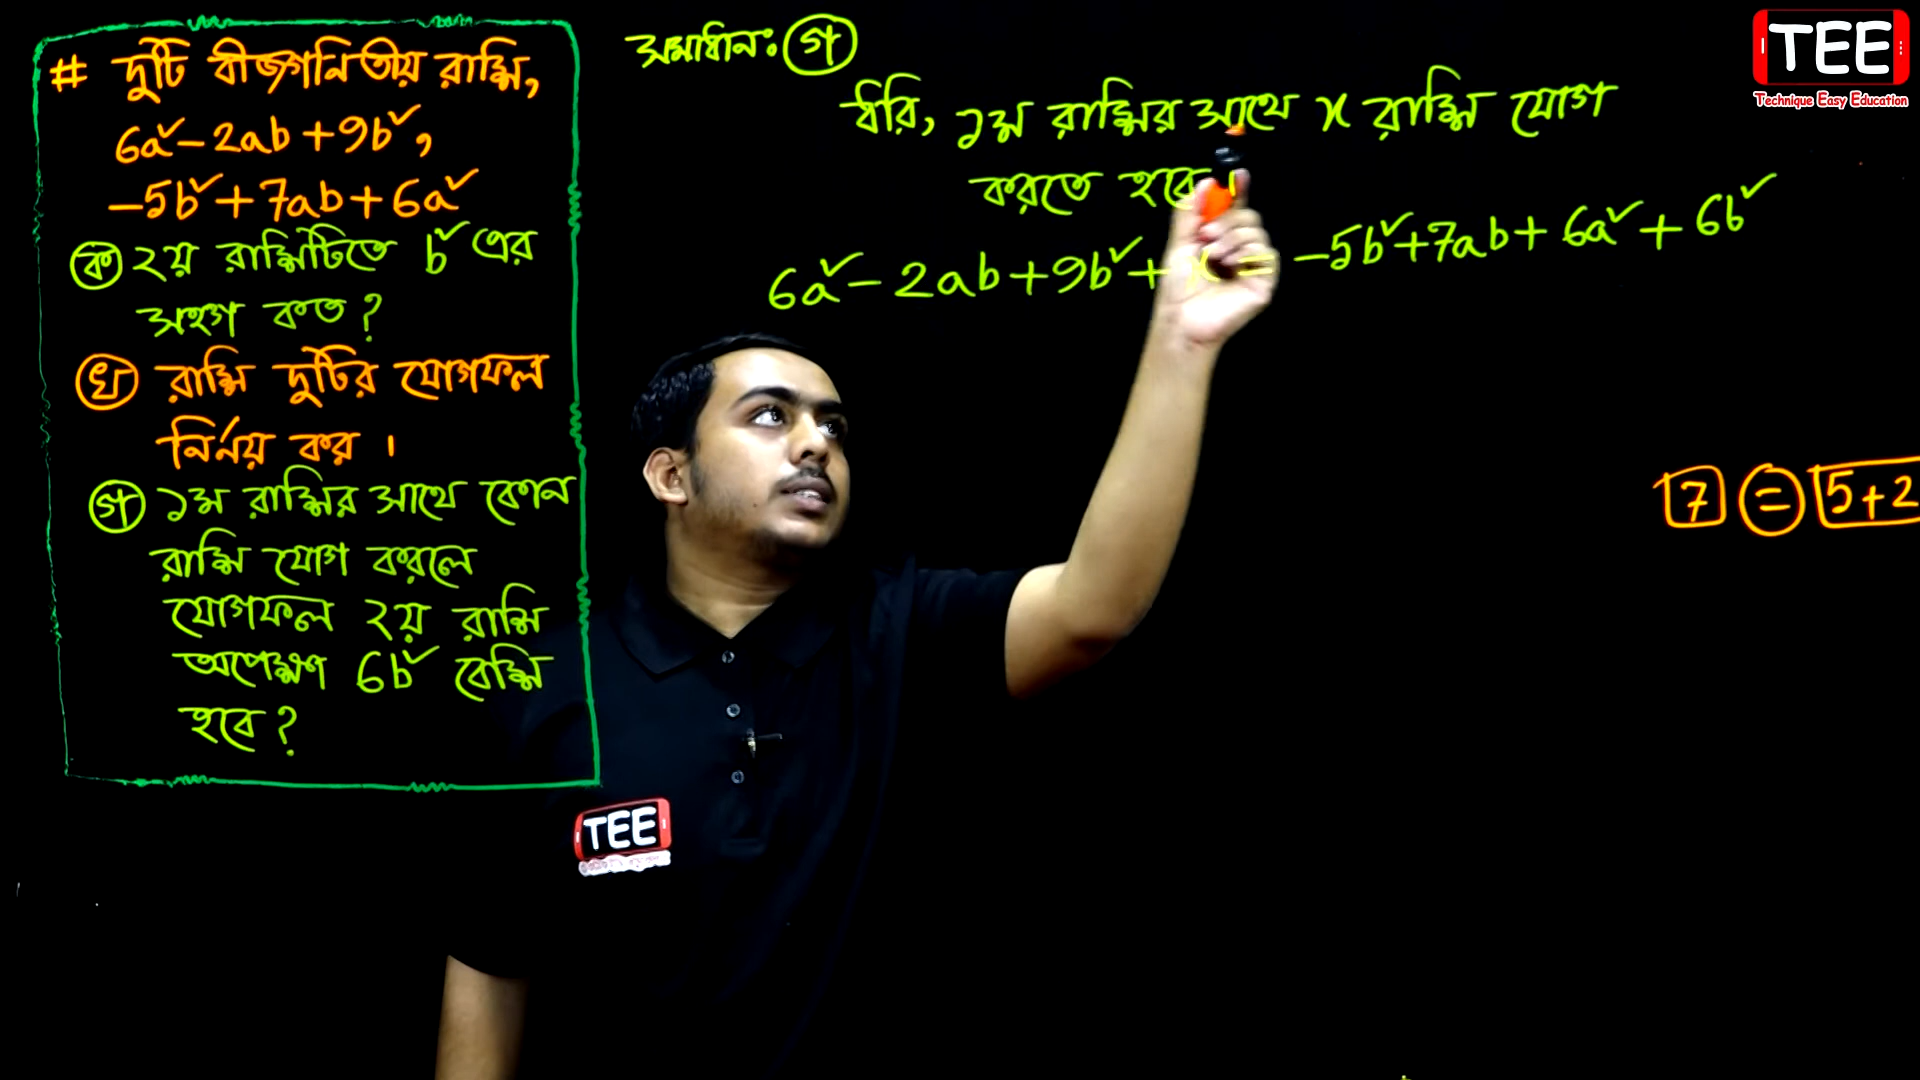 # দুটি বীজগনিতীয় রাশি,
6a² - 2ab + 9b²,
-5b² + 7ab + 6a²
ক ২য় রাশিটিতে b² এর
সহগ কত?
খ রাশি দুটির যোগফল
নির্নয় কর।
গ ১ম রাশির সাথে কোন
রাশি যোগ করলে
যোগফল ২য় রাশি
অপেক্ষা 6b² বেশি
হবে?
সমাধান: গ
ধরি, ১ম রাশির সাথে x রাশি যোগ
করতে হবে
6a² - 2ab + 9b² + x = -5b² + 7ab + 6a² + 6b²
7 = 5+2
TEE
Technique Easy Education
TEE